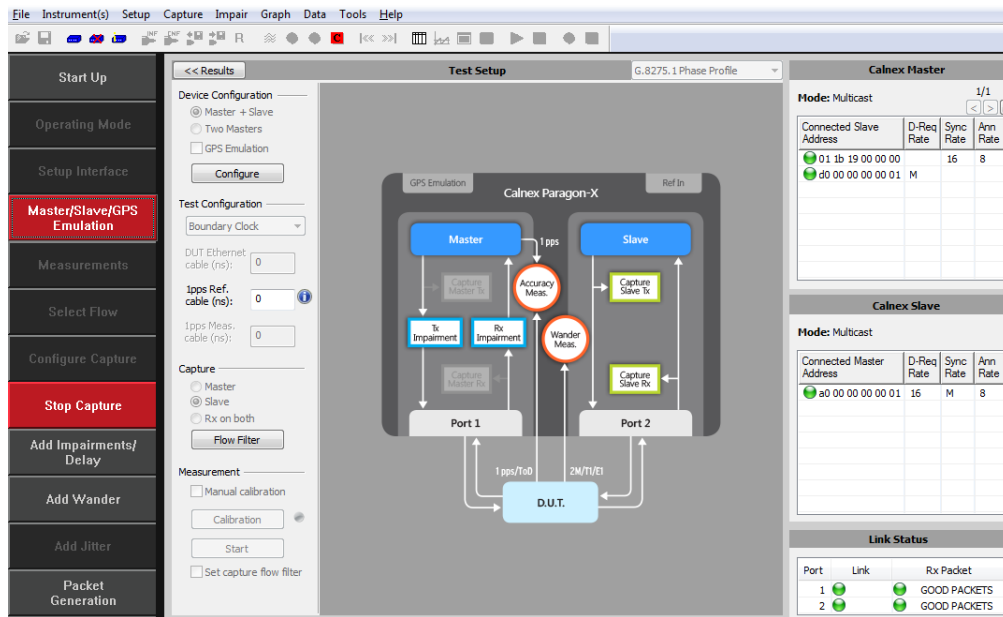 File Instrument(s) Setup Capture Impair Graph Data Tools Help
INF INF R C
Start Up
Operating Mode
Setup Interface
Master/Slave/GPS
Emulation
Measurements
Select Flow
Configure Capture
Stop Capture
Add Impairments/
Delay
Add Wander
Add Jitter
Packet
Generation
<< Results
Test Setup
G.8275.1 Phase Profile
Device Configuration
Master + Slave
Two Masters
GPS Emulation
Configure
Test Configuration
Boundary Clock
DUT Ethernet
cable (ns): 0
1pps Ref.
cable (ns): 0
1pps Meas.
cable (ns): 0
Capture
Master
Slave
Rx on both
Flow Filter
Measurement
Manual calibration
Calibration
Start
Set capture flow filter
GPS Emulation
Ref In
Calnex Paragon-X
Master
1 pps
Slave
Capture
Master Tx
Accuracy
Meas.
Capture
Slave Tx
Tx
Impairment
Rx
Impairment
Wander
Meas.
Capture
Master Rx
Capture
Slave Rx
Port 1
Port 2
1 pps/ToD
2M/T1/E1
D.U.T.
Calnex Master
Mode: Multicast
1/1
< >
Connected Slave
Address
D-Req
Rate
Sync
Rate
Ann
Rate
01 1b 19 00 00 00 16 8
d0 00 00 00 00 01 M
Calnex Slave
Mode: Multicast
Connected Master
Address
D-Req
Rate
Sync
Rate
Ann
Rate
a0 00 00 00 00 01 16 M 8
Link Status
Port Link Rx Packet
1 GOOD PACKETS
2 GOOD PACKETS